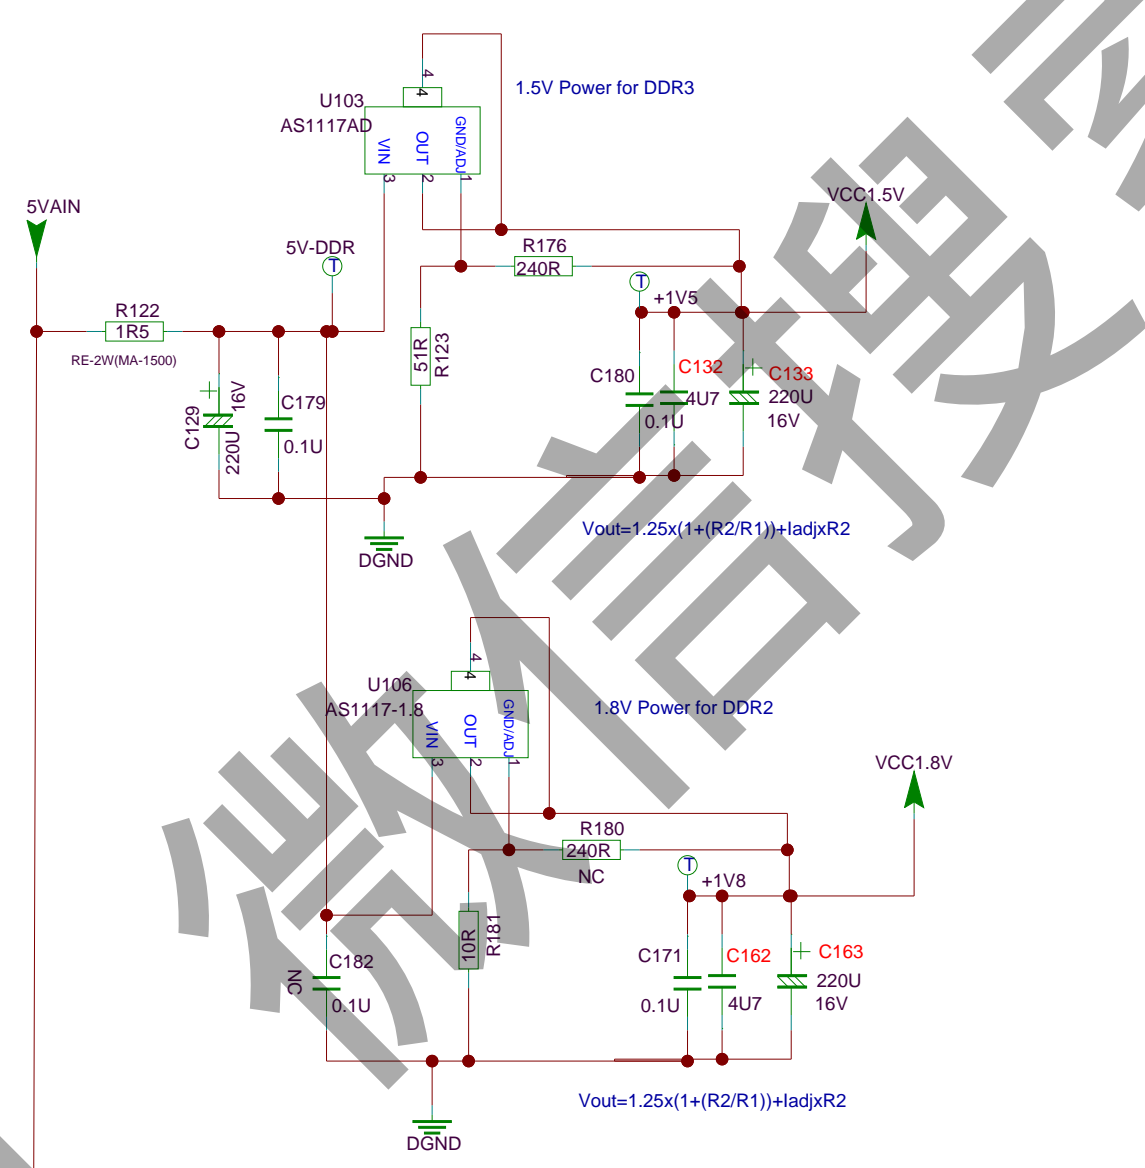 1.5V Power for DDR3
4
4
U103
AS1117AD
VIN
OUT
GND/ADJ
3
2
1
5VAIN
VCC1.5V
5V-DDR
T
R176
240R
T
+1V5
R122
1R5
RE-2W(MA-1500)
51R
R123
C129
16V
220U
C179
0.1U
C180
0.1U
C132
4U7
C133
220U
16V
DGND
Vout=1.25x(1+(R2/R1))+IadjxR2
4
4
U106
AS1117-1.8
VIN
OUT
GND/ADJ
3
2
1
1.8V Power for DDR2
VCC1.8V
R180
240R
NC
T
+1V8
10R
R181
C182
NC
0.1U
C171
0.1U
C162
4U7
C163
220U
16V
Vout=1.25x(1+(R2/R1))+IadjxR2
DGND
微信搜